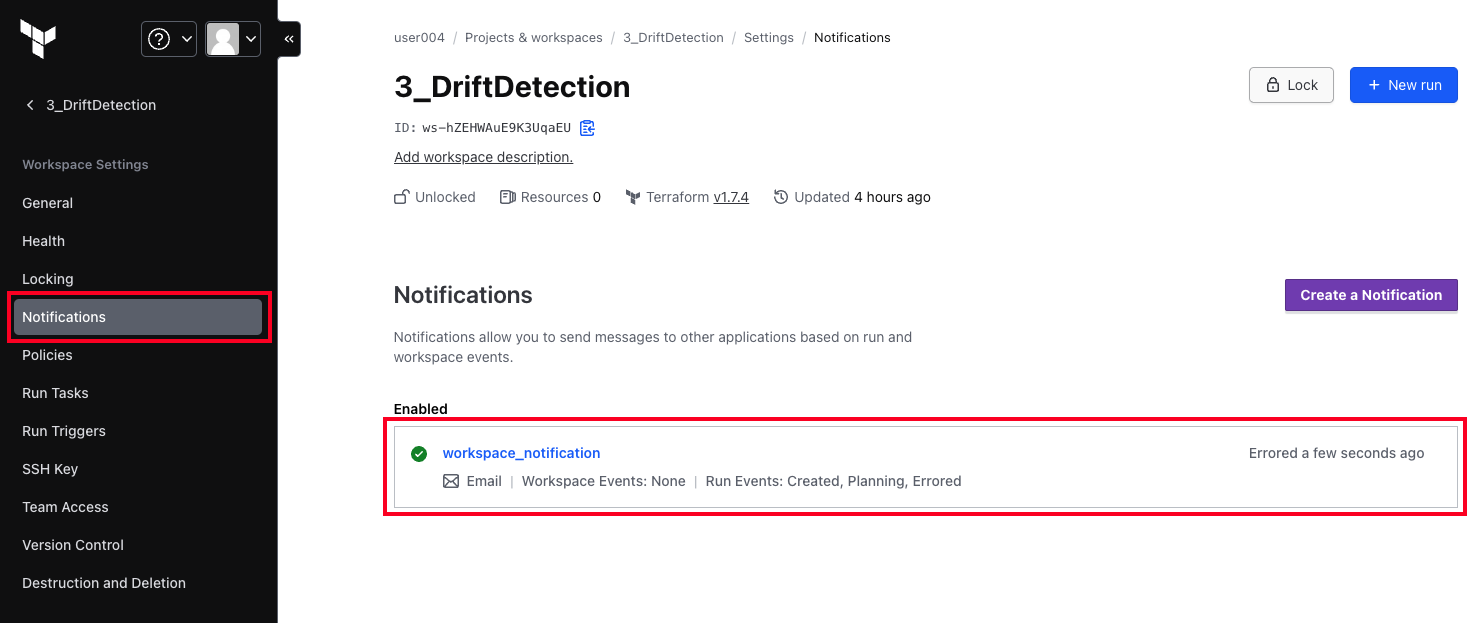 3_DriftDetection
Workspace Settings
General
Health
Locking
Notifications
Policies
Run Tasks
Run Triggers
SSH Key
Team Access
Version Control
Destruction and Deletion
user004 / Projects & workspaces / 3_DriftDetection / Settings / Notifications
3_DriftDetection
Lock
+ New run
ID: ws-hZEHWAuE9K3UqaEU
Add workspace description.
Unlocked Resources 0 Terraform v1.7.4 Updated 4 hours ago
Notifications
Create a Notification
Notifications allow you to send messages to other applications based on run and
workspace events.
Enabled
workspace_notification
Errored a few seconds ago
Email | Workspace Events: None | Run Events: Created, Planning, Errored